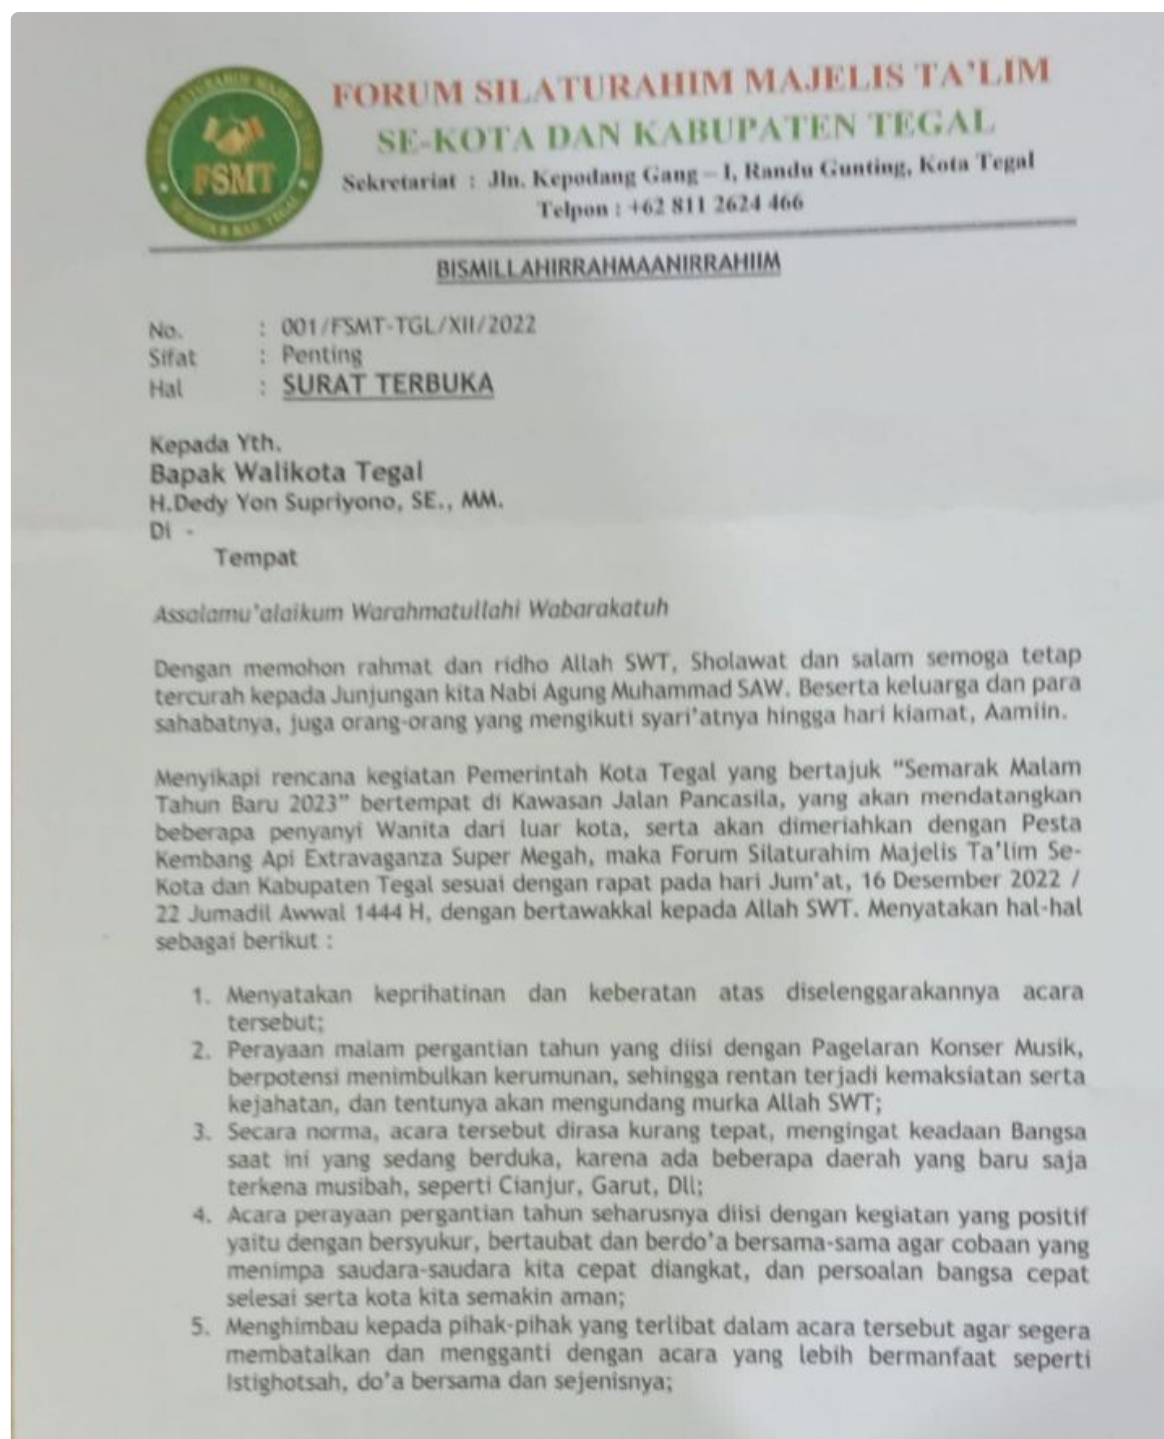 FORUM SILATURAHIM MAJELIS TA'LIM
SE-KOTA DAN KABUPATEN TEGAL
Sekretariat : Jln. Kepodang Gang – I, Randu Gunting, Kota Tegal
Telpon : +62 811 2624 466
FSMT
BISMILLAHIRRAHMAANIRRAHIIM
No. : 001/FSMT-TGL/XII/2022
Sifat : Penting
Hal : SURAT TERBUKA
Kepada Yth.
Bapak Walikota Tegal
H.Dedy Yon Supriyono, SE., MM.
Di -
Tempat
Assalamu'alaikum Warahmatullahi Wabarakatuh
Dengan memohon rahmat dan ridho Allah SWT, Sholawat dan salam semoga tetap
tercurah kepada Junjungan kita Nabi Agung Muhammad SAW. Beserta keluarga dan para
sahabatnya, juga orang-orang yang mengikuti syari'atnya hingga hari kiamat, Aamiin.
Menyikapi rencana kegiatan Pemerintah Kota Tegal yang bertajuk "Semarak Malam
Tahun Baru 2023" bertempat di Kawasan Jalan Pancasila, yang akan mendatangkan
beberapa penyanyi Wanita dari luar kota, serta akan dimeriahkan dengan Pesta
Kembang Api Extravaganza Super Megah, maka Forum Silaturahim Majelis Ta'lim Se-
Kota dan Kabupaten Tegal sesuai dengan rapat pada hari Jum'at, 16 Desember 2022 /
22 Jumadil Awwal 1444 H, dengan bertawakkal kepada Allah SWT. Menyatakan hal-hal
sebagai berikut :
1. Menyatakan keprihatinan dan keberatan atas diselenggarakannya acara
tersebut;
2. Perayaan malam pergantian tahun yang diisi dengan Pagelaran Konser Musik,
berpotensi menimbulkan kerumunan, sehingga rentan terjadi kemaksiatan serta
kejahatan, dan tentunya akan mengundang murka Allah SWT;
3. Secara norma, acara tersebut dirasa kurang tepat, mengingat keadaan Bangsa
saat ini yang sedang berduka, karena ada beberapa daerah yang baru saja
terkena musibah, seperti Cianjur, Garut, Dll;
4. Acara perayaan pergantian tahun seharusnya diisi dengan kegiatan yang positif
yaitu dengan bersyukur, bertaubat dan berdo'a bersama-sama agar cobaan yang
menimpa saudara-saudara kita cepat diangkat, dan persoalan bangsa cepat
selesai serta kota kita semakin aman;
5. Menghimbau kepada pihak-pihak yang terlibat dalam acara tersebut agar segera
membatalkan dan mengganti dengan acara yang lebih bermanfaat seperti
Istighotsah, do'a bersama dan sejenisnya;